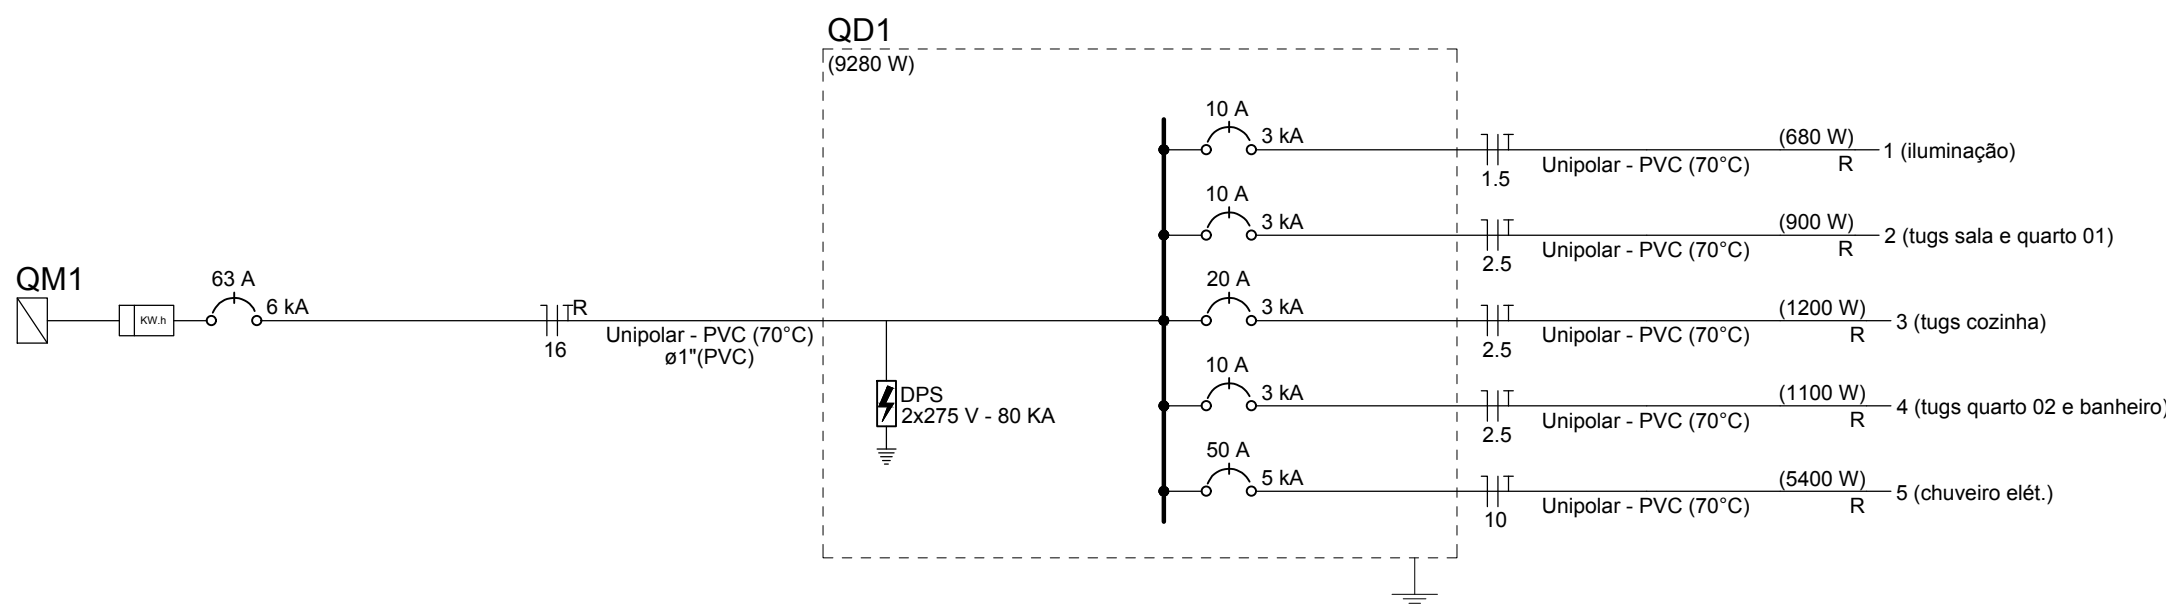 QD1
(9280 W)
QM1
KW.h
63 A
6 kA
R
16
Unipolar - PVC (70°C)
ø1"(PVC)
DPS
2x275 V - 80 KA
10 A
3 kA
1.5
Unipolar - PVC (70°C)
(680 W)
R
1 (iluminação)
10 A
3 kA
2.5
Unipolar - PVC (70°C)
(900 W)
R
2 (tugs sala e quarto 01)
20 A
3 kA
2.5
Unipolar - PVC (70°C)
(1200 W)
R
3 (tugs cozinha)
10 A
3 kA
2.5
Unipolar - PVC (70°C)
(1100 W)
R
4 (tugs quarto 02 e banheiro)
50 A
5 kA
10
Unipolar - PVC (70°C)
(5400 W)
R
5 (chuveiro elét.)